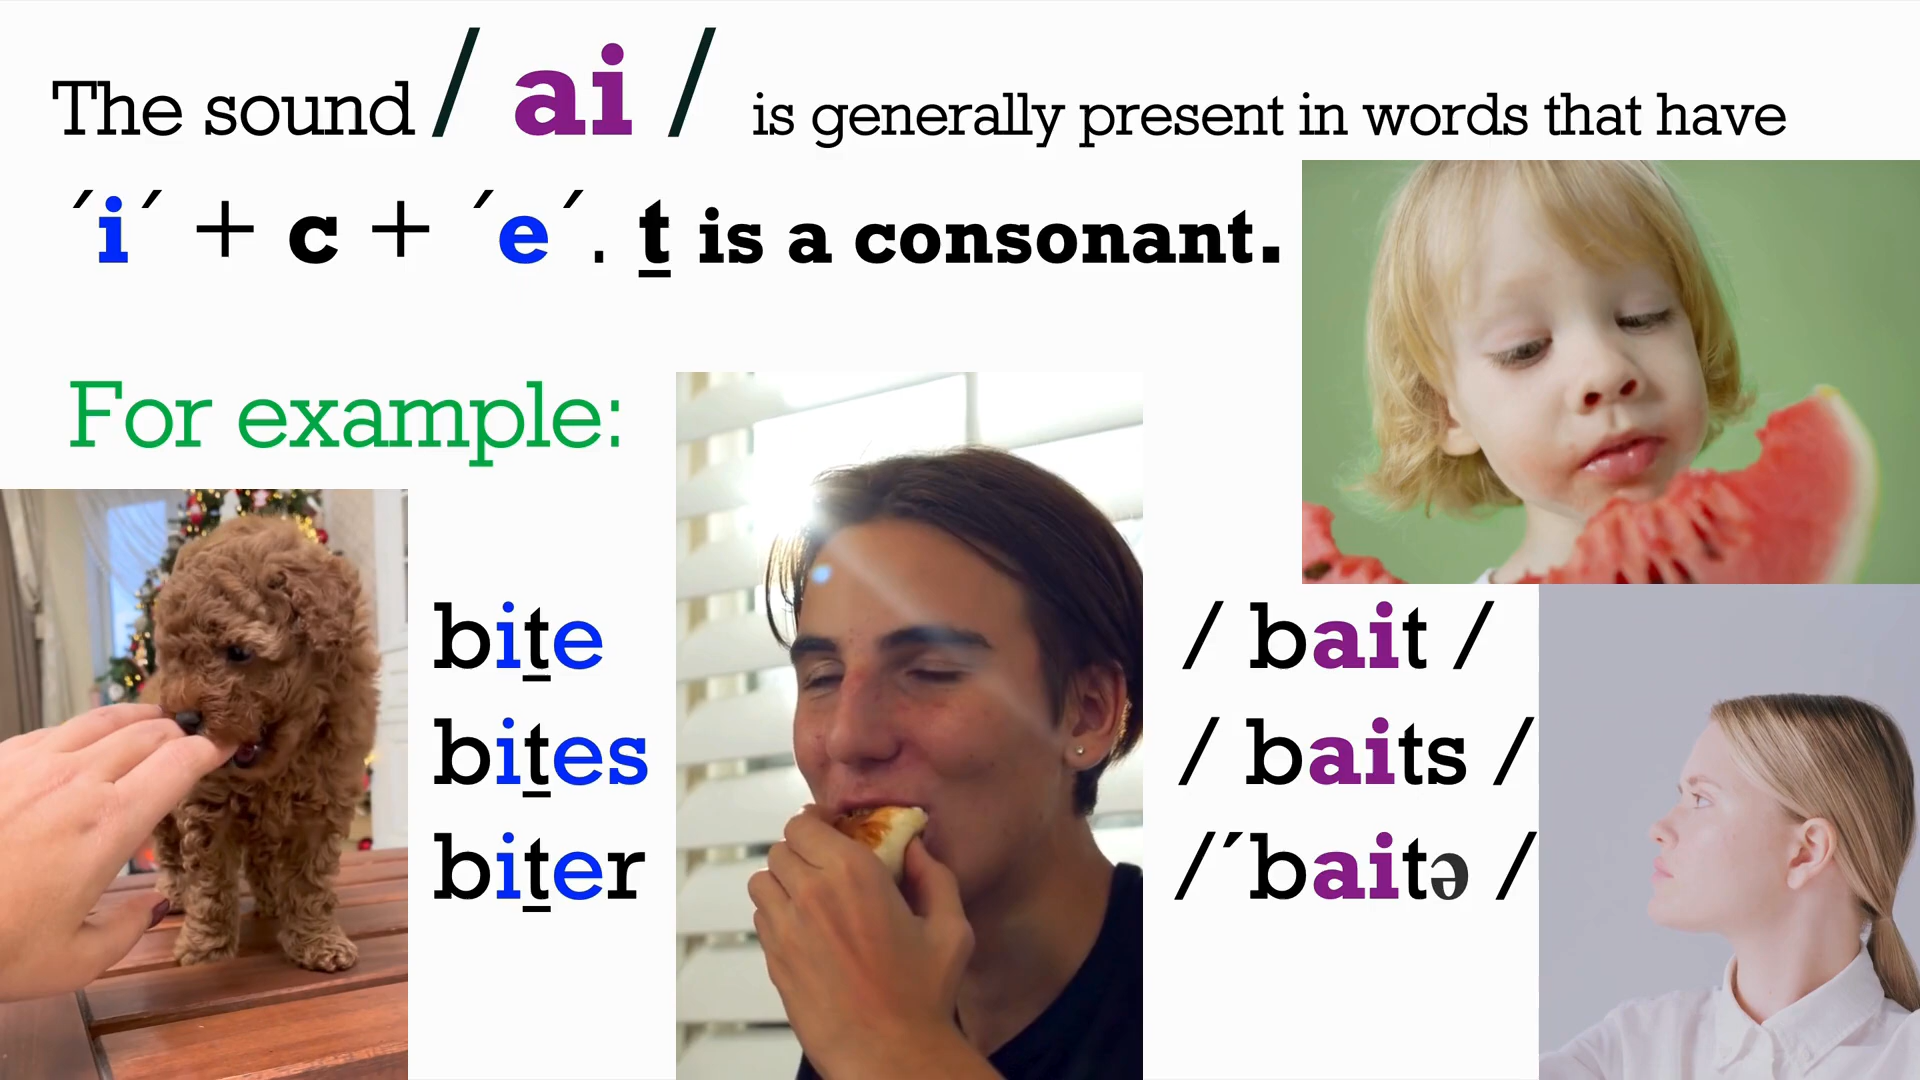 The sound / ai / is generally present in words that have
´i´ + c + ´e´. t is a consonant.
For example:
bite / bait /
bites / baits /
biter /´baitə /